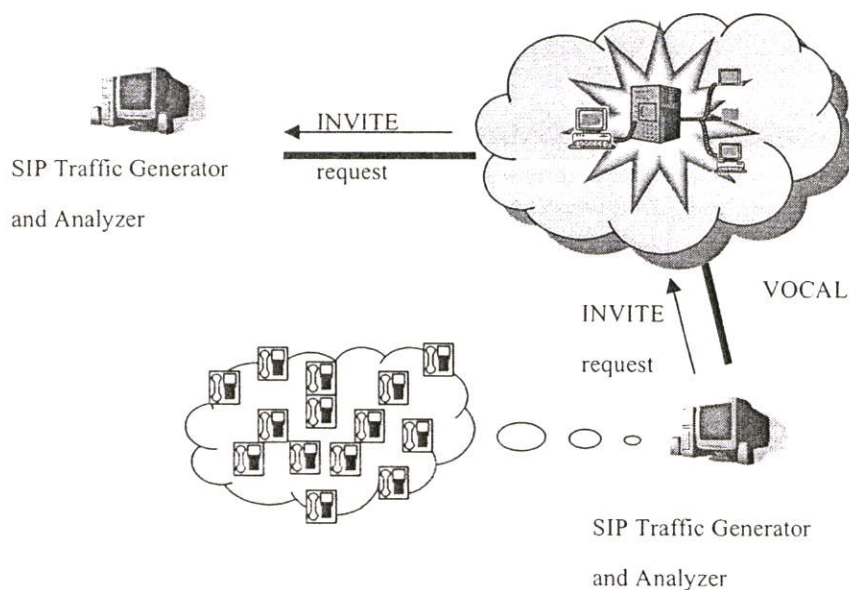 INVITE
request
SIP Traffic Generator
and Analyzer
VOCAL
INVITE
request
SIP Traffic Generator
and Analyzer